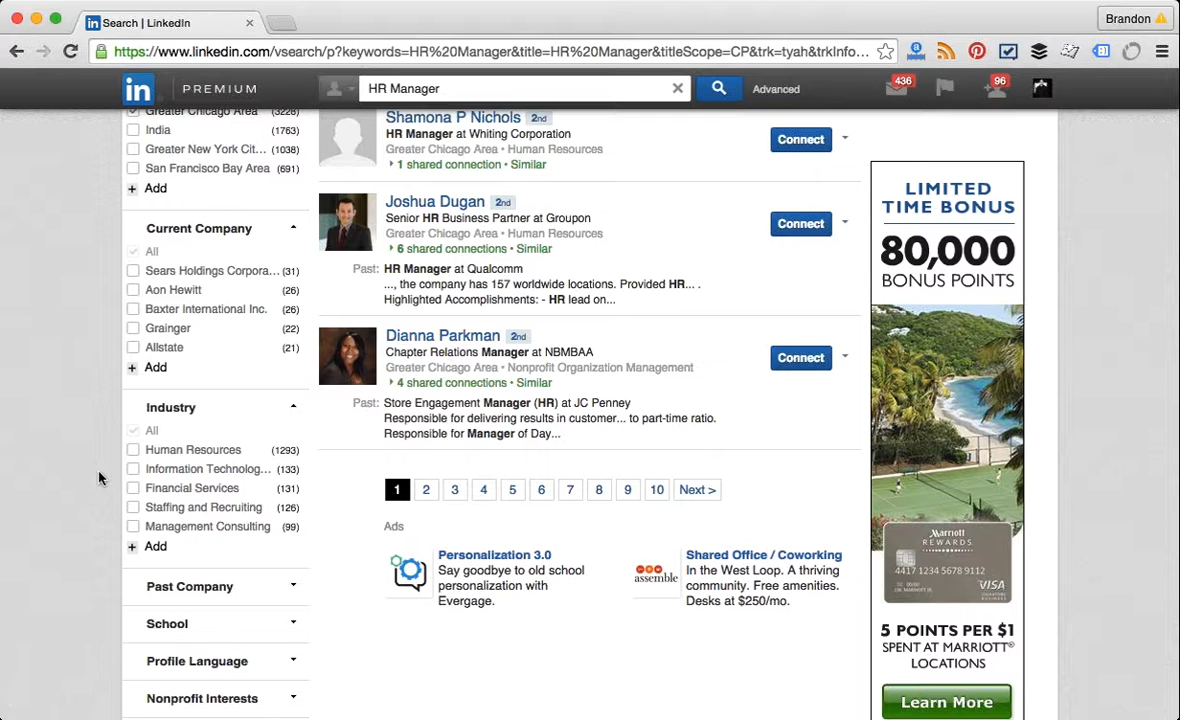 Search | LinkedIn
Brandon
https://www.linkedin.com/vsearch/p?keywords=HR%20Manager&title=HR%20Manager&titleScope=CP&trk=tyah&trkInfo...
in PREMIUM
HR Manager
Advanced
436
96
Greater Chicago Area (3228)
India (1763)
Greater New York Cit... (1038)
San Francisco Bay Area (691)
+ Add
Current Company
All
Sears Holdings Corpora... (31)
Aon Hewitt (26)
Baxter International Inc. (26)
Grainger (22)
Allstate (21)
+ Add
Industry
All
Human Resources (1293)
Information Technolog... (133)
Financial Services (131)
Staffing and Recruiting (126)
Management Consulting (99)
+ Add
Past Company
School
Profile Language
Nonprofit Interests
Shamona P Nichols 2nd
HR Manager at Whiting Corporation
Greater Chicago Area • Human Resources
1 shared connection • Similar
Connect
Joshua Dugan 2nd
Senior HR Business Partner at Groupon
Greater Chicago Area • Human Resources
6 shared connections • Similar
Connect
Past: HR Manager at Qualcomm
..., the company has 157 worldwide locations. Provided HR... .
Highlighted Accomplishments: - HR lead on...
Dianna Parkman 2nd
Chapter Relations Manager at NBMBAA
Greater Chicago Area • Nonprofit Organization Management
4 shared connections • Similar
Connect
Past: Store Engagement Manager (HR) at JC Penney
Responsible for delivering results in customer... to part-time ratio.
Responsible for Manager of Day...
1 2 3 4 5 6 7 8 9 10 Next >
Ads
Personalization 3.0
Say goodbye to old school
personalization with
Evergage.
assemble
Shared Office / Coworking
In the West Loop. A thriving
community. Free amenities.
Desks at $250/mo.
LIMITED
TIME BONUS
80,000
BONUS POINTS
Marriott
REWARDS
4417 1234 5678 9112
VISA
5 POINTS PER $1
SPENT AT MARRIOTT®
LOCATIONS
Learn More